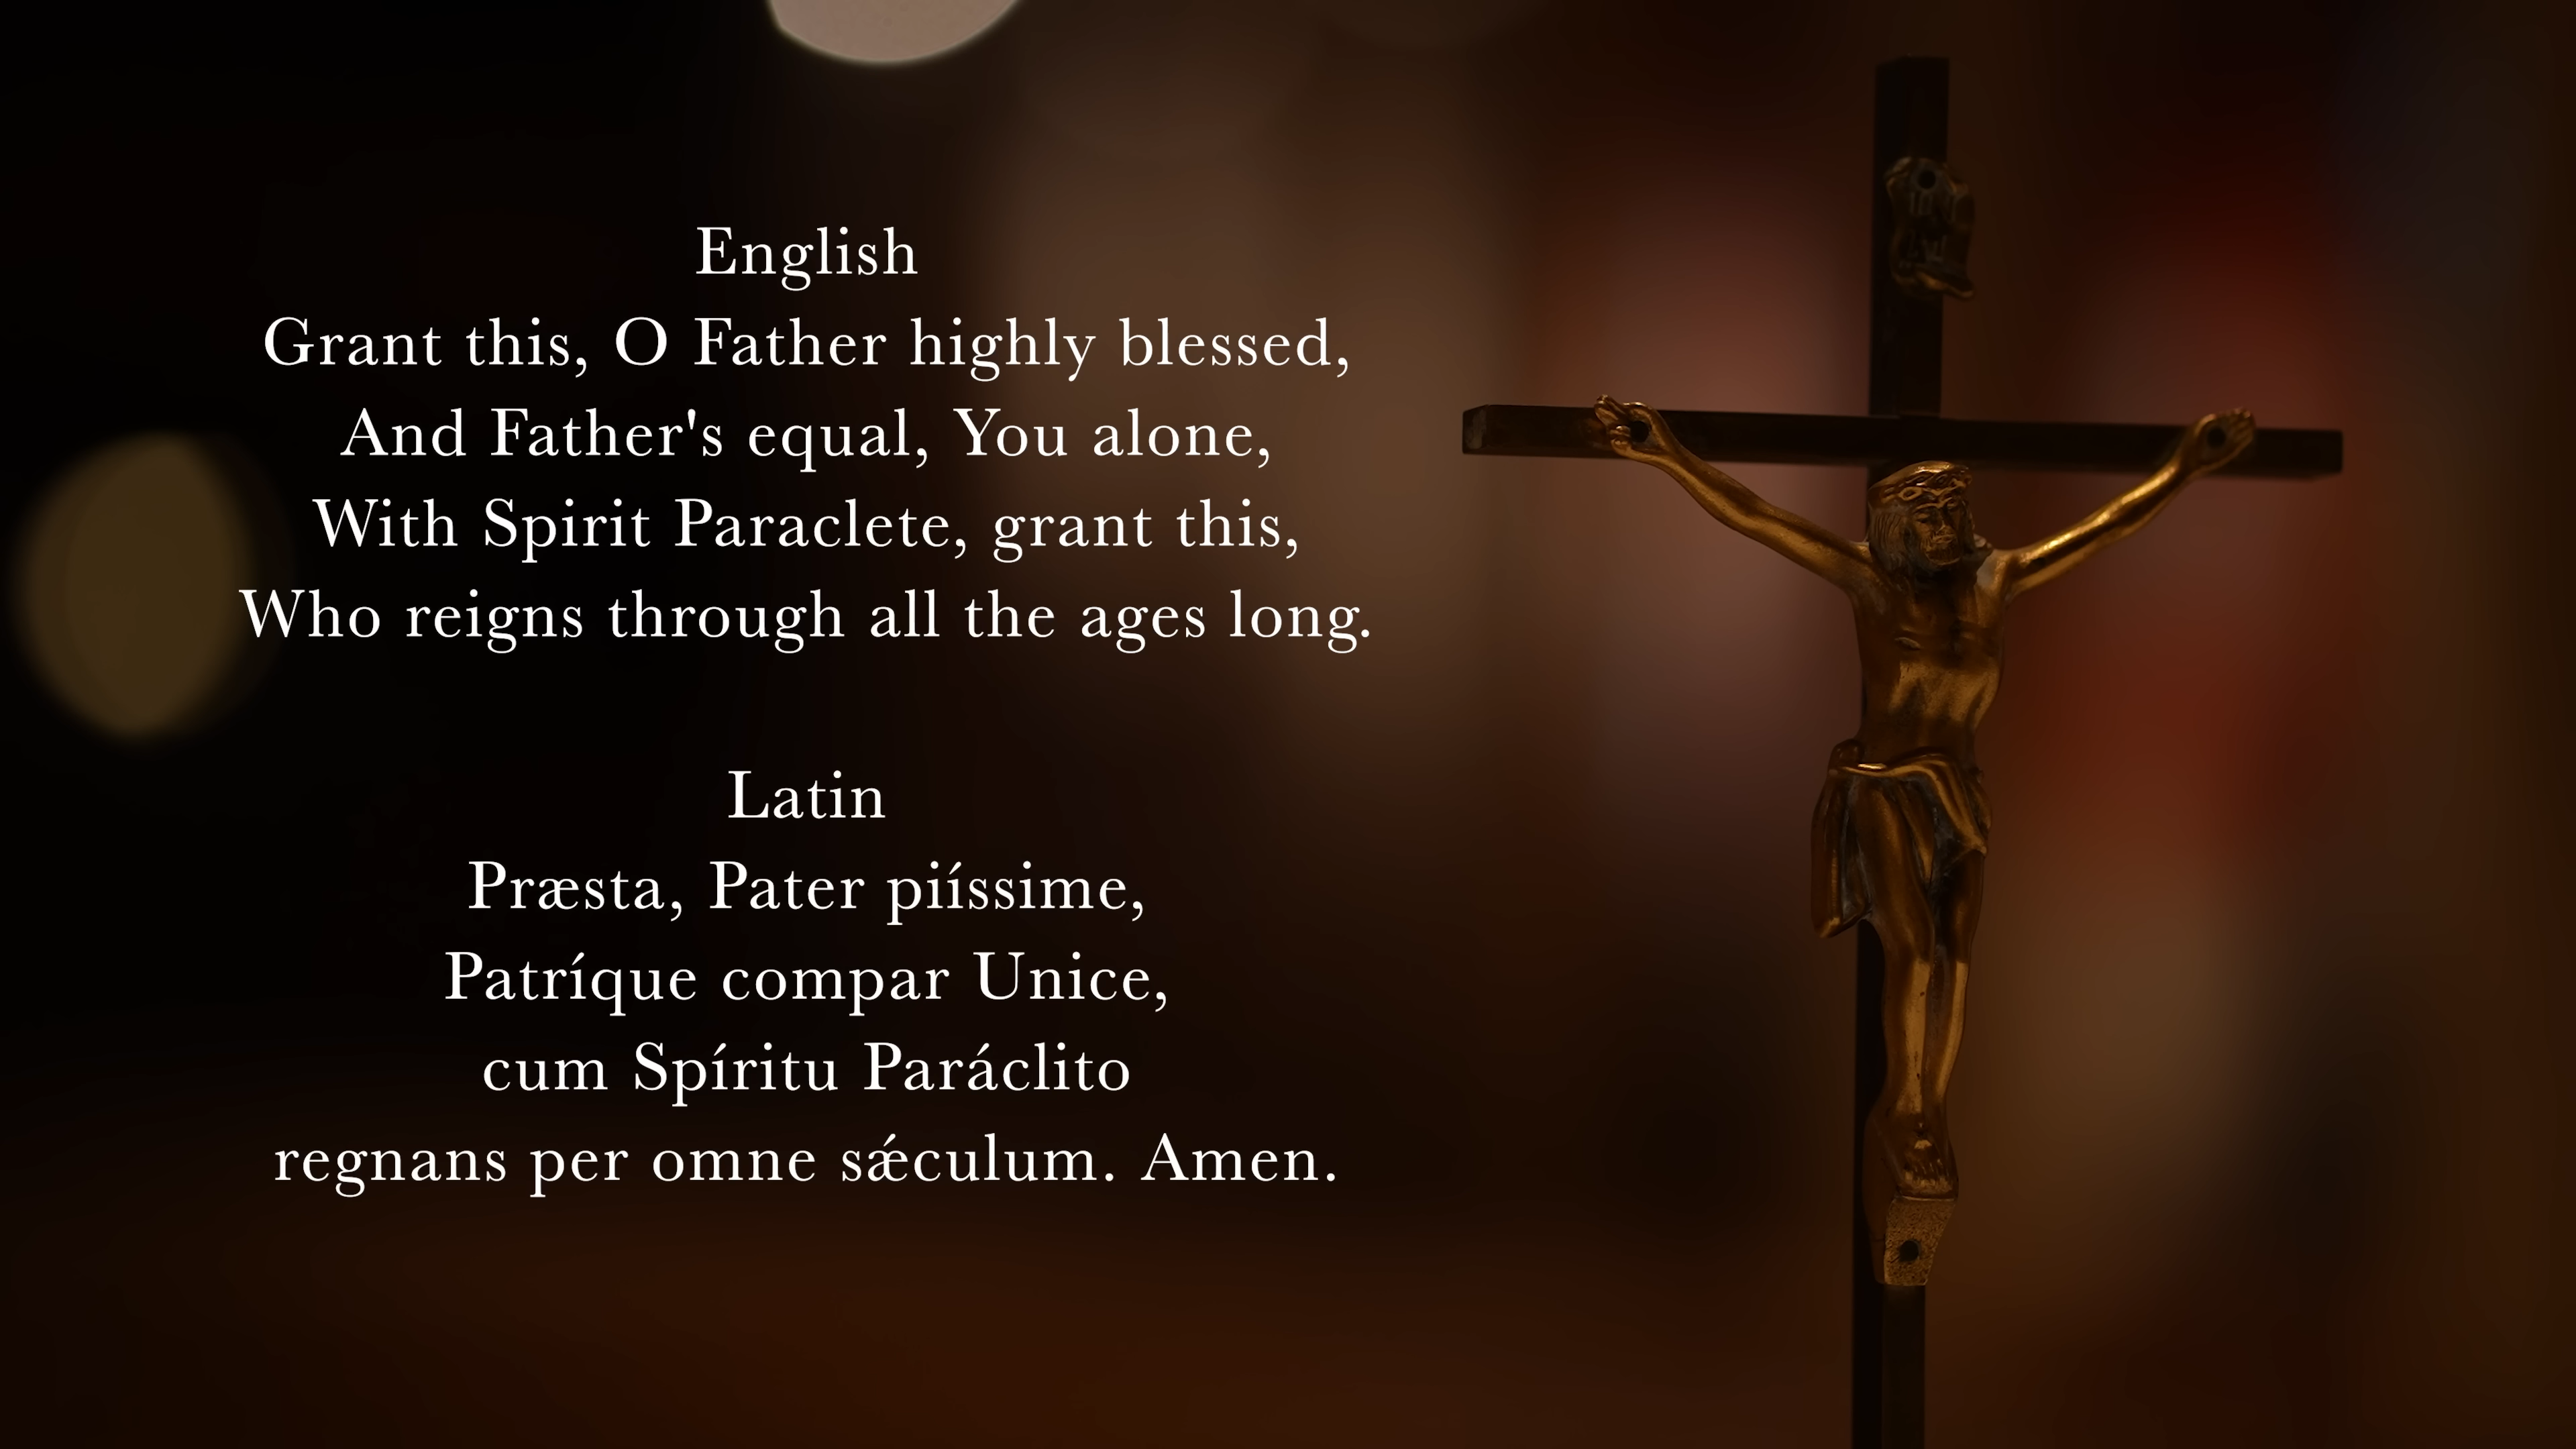 English
Grant this, O Father highly blessed,
And Father's equal, You alone,
With Spirit Paraclete, grant this,
Who reigns through all the ages long.
Latin
Præsta, Pater piíssime,
Patríque compar Unice,
cum Spíritu Paráclito
regnans per omne sǽculum. Amen.